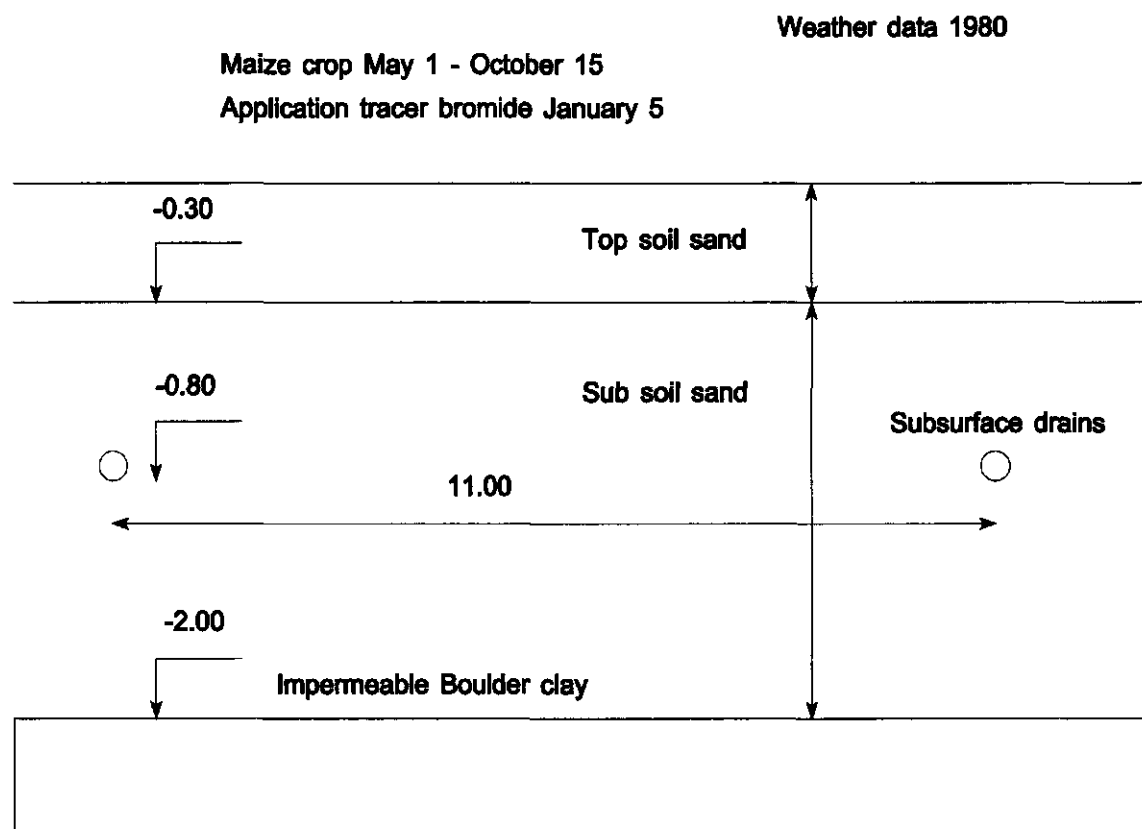 Weather data 1980
Maize crop May 1 - October 15
Application tracer bromide January 5
-0.30
Top soil sand
-0.80
Sub soil sand
Subsurface drains
11.00
-2.00
Impermeable Boulder clay